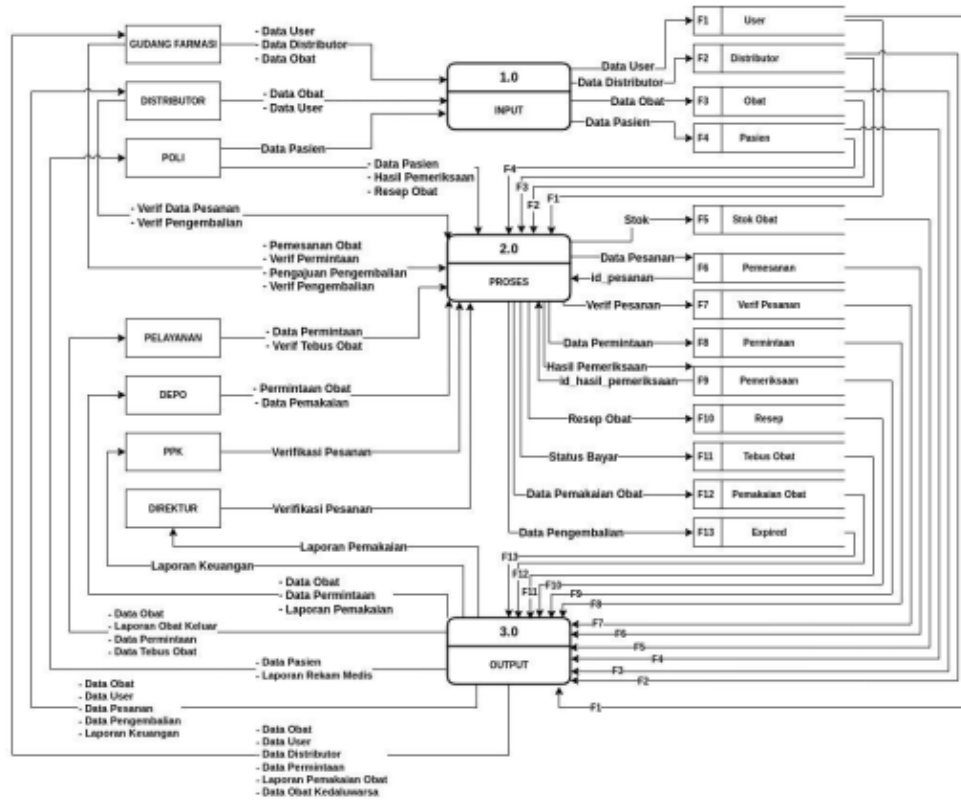 GUDANG FARMASI
- Data User
- Data Distributor
- Data Obat
DISTRIBUTOR
- Data Obat
- Data User
POLI
Data Pasien
- Data Pasien
- Hasil Pemeriksaan
- Resep Obat
1.0
INPUT
Data User
Data Distributor
Data Obat
Data Pasien
F1 User
F2 Distributor
F3 Obat
F4 Pasien
F4
F3
F2
F1
- Verif Data Pesanan
- Verif Pengembalian
- Pemesanan Obat
- Verif Permintaan
- Pengajuan Pengembalian
- Verif Pengembalian
2.0
PROSES
Stok
Data Pesanan
id_pesanan
Verif Pesanan
Data Permintaan
Hasil Pemeriksaan
id_hasil_pemeriksaan
Resep Obat
Status Bayar
Data Pemakaian Obat
Data Pengembalian
F5 Stok Obat
F6 Pemesanan
F7 Verif Pesanan
F8 Permintaan
F9 Pemeriksaan
F10 Resep
F11 Tebus Obat
F12 Pemakaian Obat
F13 Expired
PELAYANAN
- Data Permintaan
- Verif Tebus Obat
DEPO
- Permintaan Obat
- Data Pemakaian
PPK
Verifikasi Pesanan
DIREKTUR
Verifikasi Pesanan
Laporan Pemakaian
Laporan Keuangan
- Data Obat
- Data Permintaan
- Laporan Pemakaian
- Data Obat
- Laporan Obat Keluar
- Data Permintaan
- Data Tebus Obat
- Data Pasien
- Laporan Rekam Medis
- Data Obat
- Data User
- Data Pesanan
- Data Pengembalian
- Laporan Keuangan
- Data Obat
- Data User
- Data Distributor
- Data Permintaan
- Laporan Pemakaian Obat
- Data Obat Kedaluwarsa
3.0
OUTPUT
F13
F12
F11
F10
F9
F8
F7
F6
F5
F4
F3
F2
F1